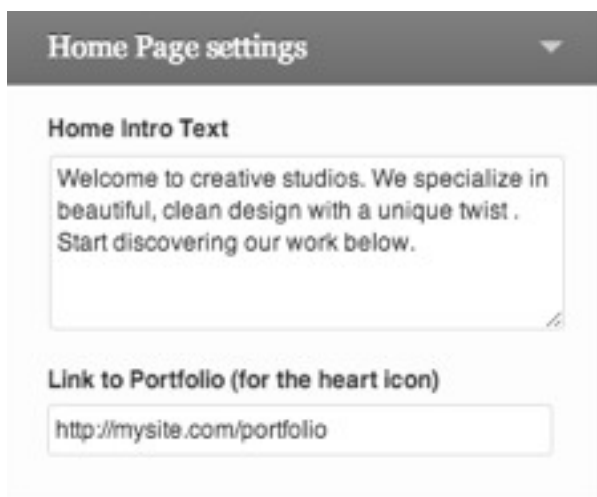 Home Page settings
Home Intro Text
Welcome to creative studios. We specialize in
beautiful, clean design with a unique twist .
Start discovering our work below.
Link to Portfolio (for the heart icon)
http://mysite.com/portfolio